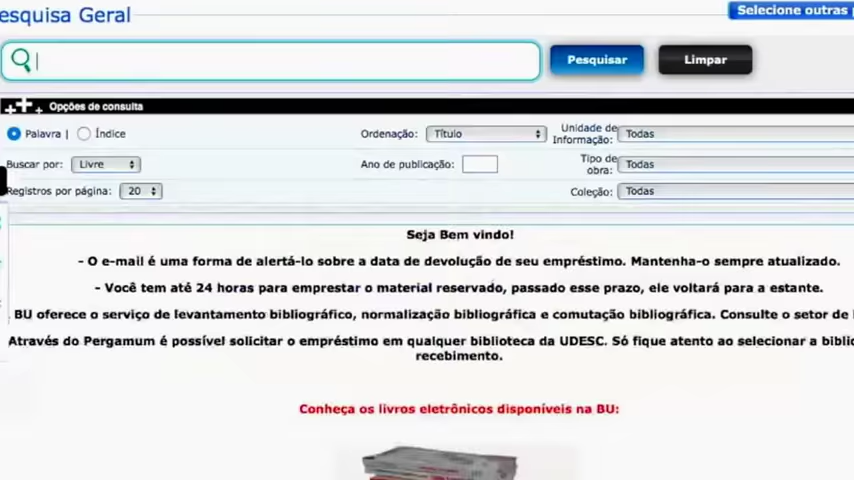 esquisa Geral
Selecione outras
Pesquisar
Limpar
Opções de consulta
Palavra | Índice
Ordenação: Título
Unidade de Informação: Todas
Buscar por: Livre
Ano de publicação:
Tipo de obra: Todas
Registros por página: 20
Coleção: Todas
Seja Bem vindo!
- O e-mail é uma forma de alertá-lo sobre a data de devolução de seu empréstimo. Mantenha-o sempre atualizado.
- Você tem até 24 horas para emprestar o material reservado, passado esse prazo, ele voltará para a estante.
BU oferece o serviço de levantamento bibliográfico, normalização bibliográfica e comutação bibliográfica. Consulte o setor de
Através do Pergamum é possível solicitar o empréstimo em qualquer biblioteca da UDESC. Só fique atento ao selecionar a bibli
recebimento.
Conheça os livros eletrônicos disponíveis na BU: